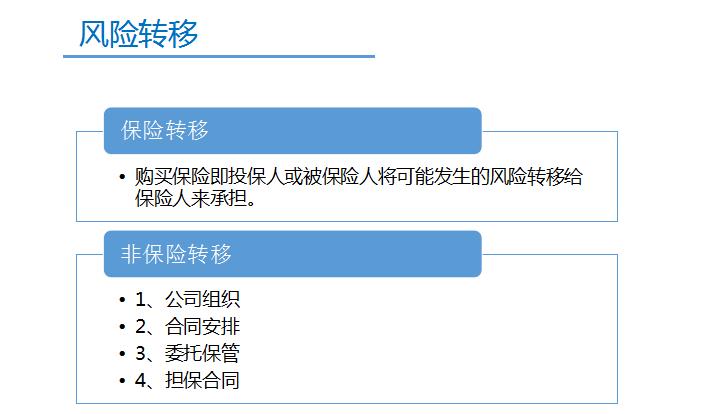 风险转移
保险转移
• 购买保险即投保人或被保险人将可能发生的风险转移给
保险人来承担。
非保险转移
• 1、公司组织
• 2、合同安排
• 3、委托保管
• 4、担保合同